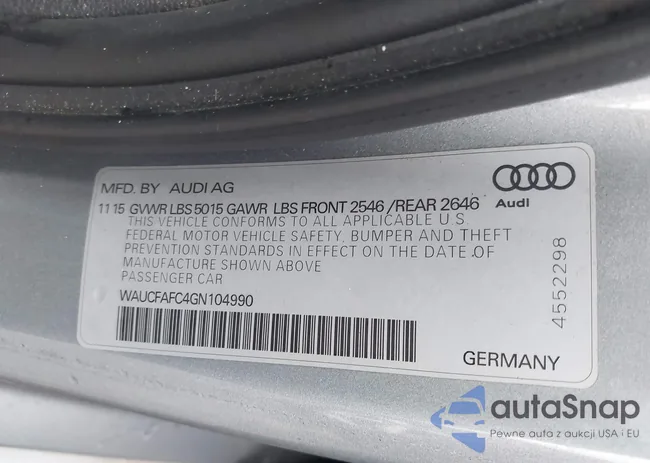 MFD. BY AUDI AG
11 15 GVWR LBS 5015 GAWR LBS FRONT 2546 /REAR 2646
Audi
THIS VEHICLE CONFORMS TO ALL APPLICABLE U.S.
FEDERAL MOTOR VEHICLE SAFETY, BUMPER AND THEFT
PREVENTION STANDARDS IN EFFECT ON THE DATE OF
MANUFACTURE SHOWN ABOVE
PASSENGER CAR
WAUCFAFC4GN104990
4552298
GERMANY
autaSnap
Pewne auta z aukcji USA i EU